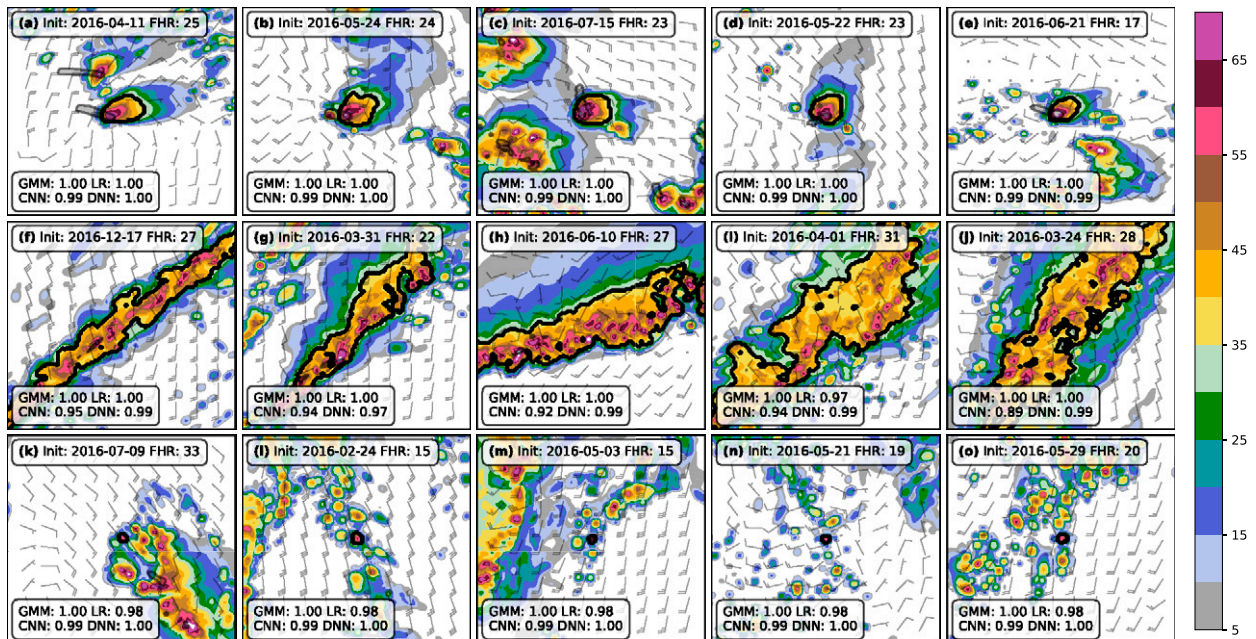 (a) Init: 2016-04-11 FHR: 25
GMM: 1.00 LR: 1.00
CNN: 0.99 DNN: 1.00
(b) Init: 2016-05-24 FHR: 24
GMM: 1.00 LR: 1.00
CNN: 0.99 DNN: 1.00
(c) Init: 2016-07-15 FHR: 23
GMM: 1.00 LR: 1.00
CNN: 0.99 DNN: 1.00
(d) Init: 2016-05-22 FHR: 23
GMM: 1.00 LR: 1.00
CNN: 0.99 DNN: 1.00
(e) Init: 2016-06-21 FHR: 17
GMM: 1.00 LR: 1.00
CNN: 0.99 DNN: 1.00
(f) Init: 2016-12-17 FHR: 27
GMM: 1.00 LR: 1.00
CNN: 0.95 DNN: 0.99
(g) Init: 2016-03-31 FHR: 22
GMM: 1.00 LR: 1.00
CNN: 0.94 DNN: 0.97
(h) Init: 2016-06-10 FHR: 27
GMM: 1.00 LR: 1.00
CNN: 0.92 DNN: 0.99
(i) Init: 2016-04-01 FHR: 31
GMM: 1.00 LR: 0.97
CNN: 0.94 DNN: 0.99
(j) Init: 2016-03-24 FHR: 28
GMM: 1.00 LR: 1.00
CNN: 0.89 DNN: 0.99
(k) Init: 2016-07-09 FHR: 33
GMM: 1.00 LR: 0.98
CNN: 0.99 DNN: 1.00
(l) Init: 2016-02-24 FHR: 15
GMM: 1.00 LR: 0.98
CNN: 0.99 DNN: 1.00
(m) Init: 2016-05-03 FHR: 15
GMM: 1.00 LR: 0.98
CNN: 0.99 DNN: 1.00
(n) Init: 2016-05-21 FHR: 19
GMM: 1.00 LR: 0.98
CNN: 0.99 DNN: 1.00
(o) Init: 2016-05-29 FHR: 20
GMM: 1.00 LR: 0.98
CNN: 0.99 DNN: 1.00
65
55
45
35
25
15
5